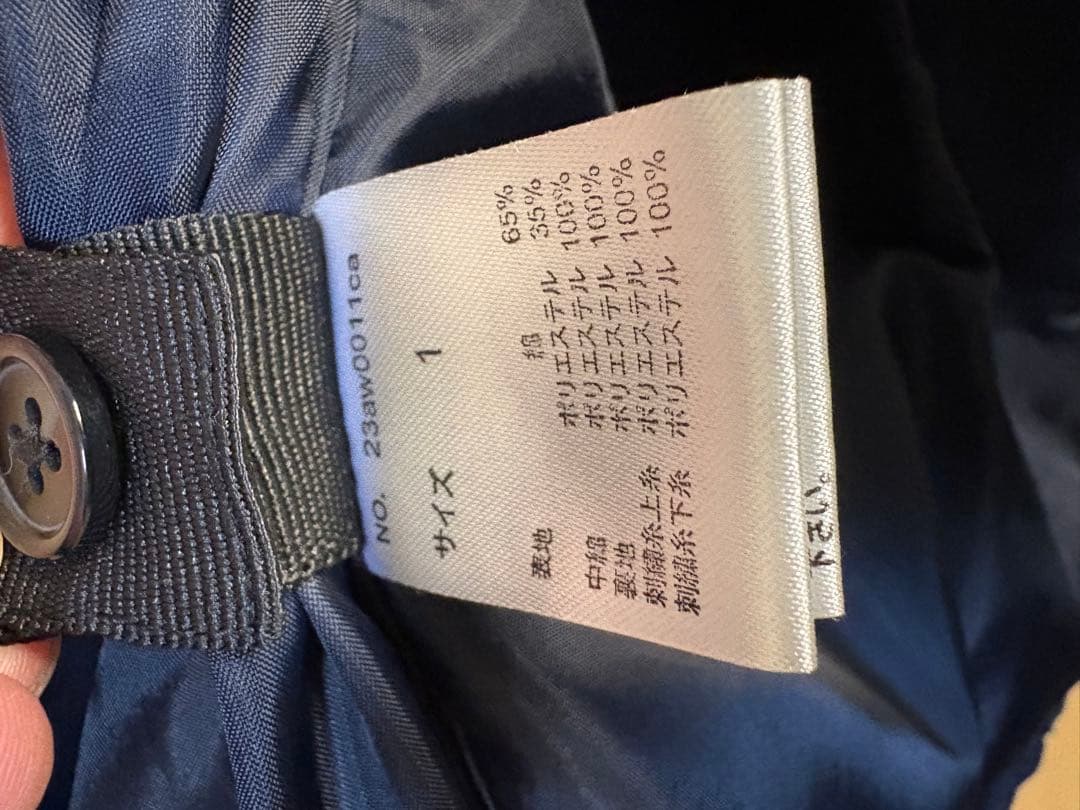 NO. 23aw0011ca
サイズ 1
表地 綿 65%
ポリエステル 35%
中綿 ポリエステル 100%
裏地 ポリエステル 100%
刺繍糸上糸 ポリエステル 100%
刺繍糸下糸 ポリエステル 100%
下さい。